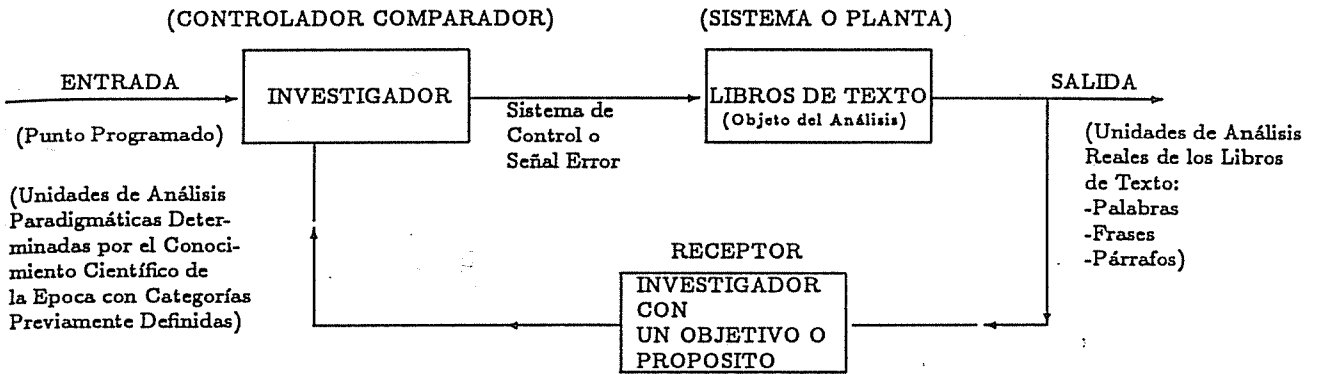 (CONTROLADOR COMPARADOR)
(SISTEMA O PLANTA)
ENTRADA
(Punto Programado)
(Unidades de Análisis
Paradigmáticas Deter-
minadas por el Conoci-
miento Científico de
la Epoca con Categorías
Previamente Definidas)
INVESTIGADOR
Sistema de
Control o
Señal Error
LIBROS DE TEXTO
(Objeto del Análisis)
SALIDA
(Unidades de Análisis
Reales de los Libros
de Texto:
-Palabras
-Frases
-Párrafos)
RECEPTOR
INVESTIGADOR
CON
UN OBJETIVO O
PROPOSITO